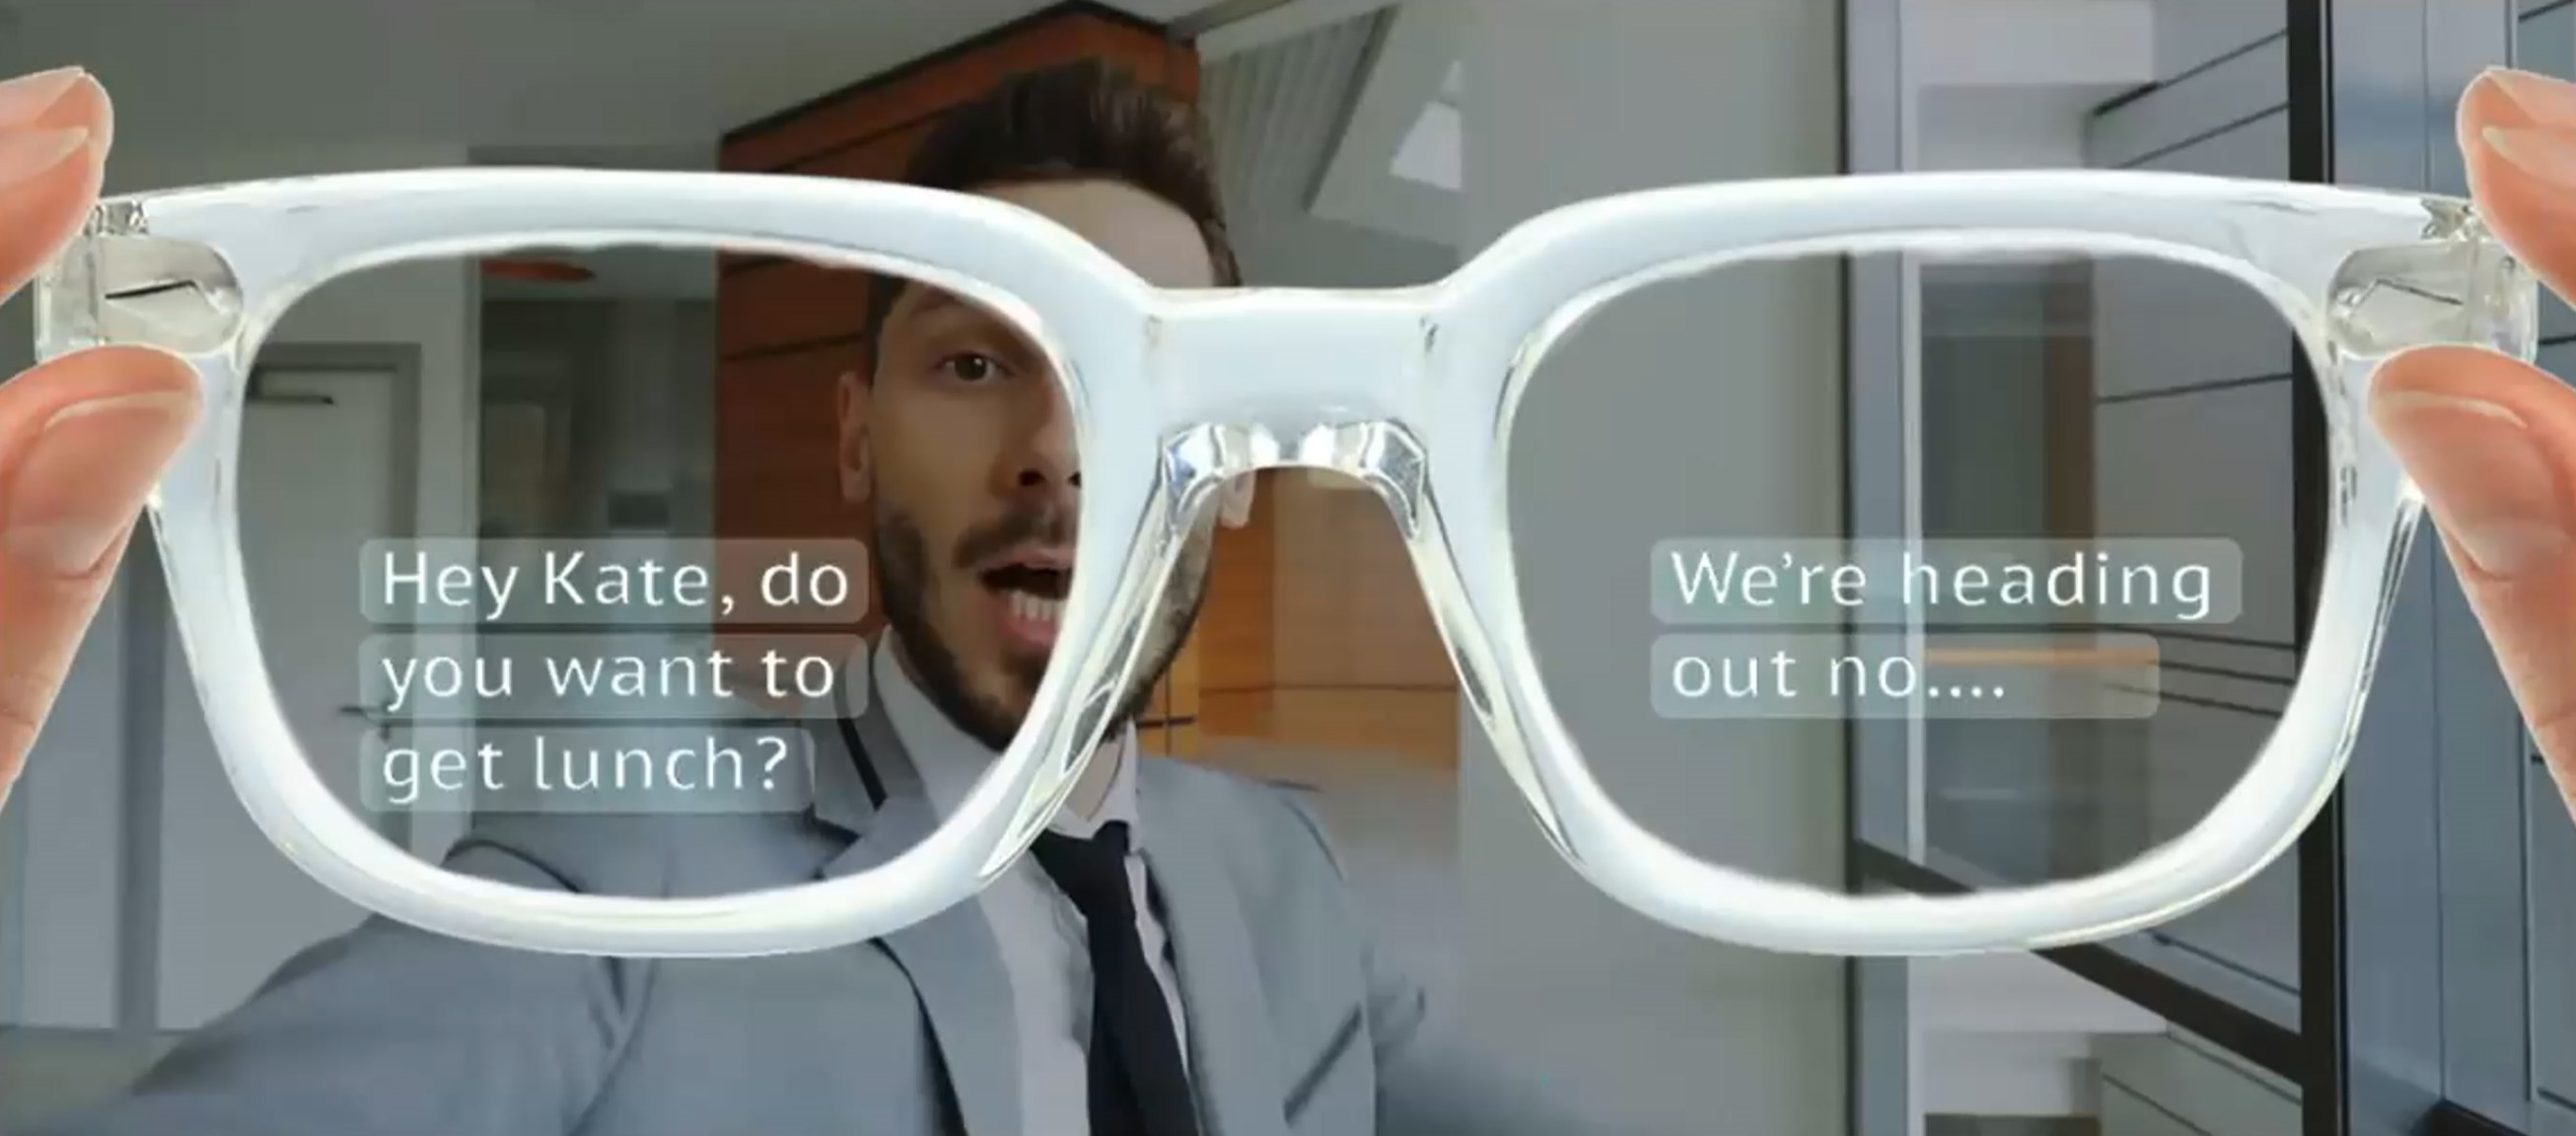 Hey Kate, do
you want to
get lunch?
We’re heading
out no....